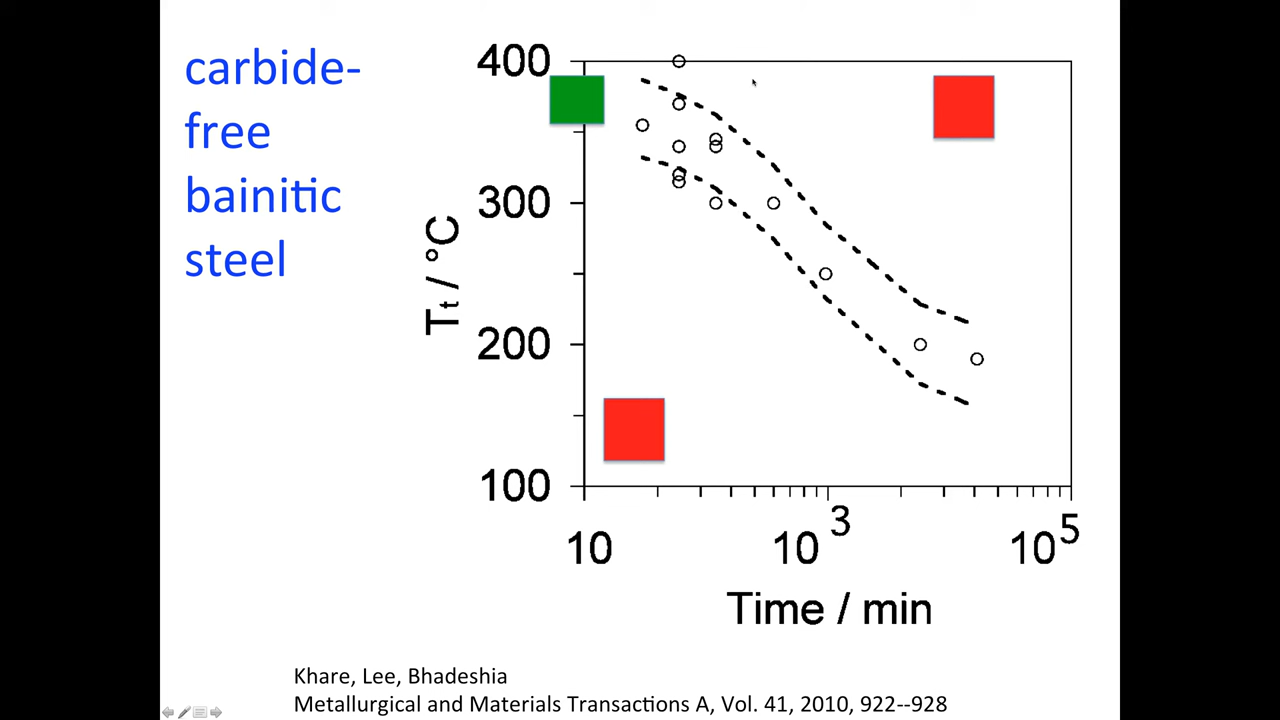 carbide-
free
bainitic
steel
400
300
200
100
Tt / °C
10
10^3
10^5
Time / min
Khare, Lee, Bhadeshia
Metallurgical and Materials Transactions A, Vol. 41, 2010, 922--928